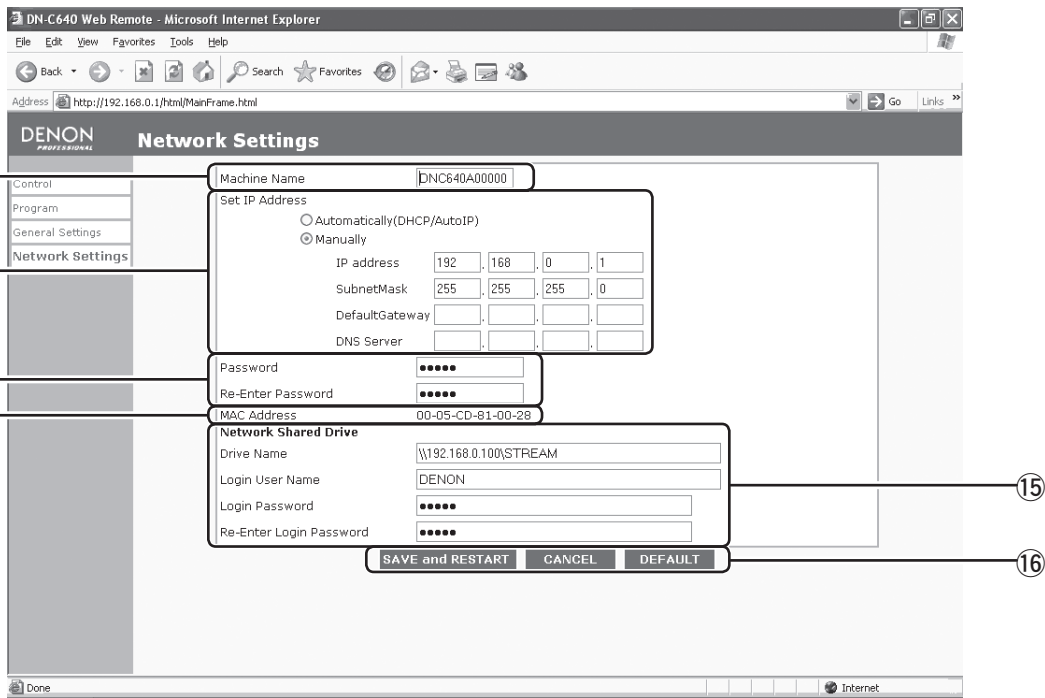 DN-C640 Web Remote - Microsoft Internet Explorer
File Edit View Favorites Tools Help
Back Search Favorites
Address http://192.168.0.1/html/MainFrame.html Go Links »
DENON PROFESSIONAL
Network Settings
Control
Program
General Settings
Network Settings
Machine Name DNC640A00000
Set IP Address
Automatically(DHCP/AutoIP)
Manually
IP address 192 . 168 . 0 . 1
SubnetMask 255 . 255 . 255 . 0
DefaultGateway . . .
DNS Server . . .
Password •••••
Re-Enter Password •••••
MAC Address 00-05-CD-81-00-28
Network Shared Drive
Drive Name \\192.168.0.100\STREAM
Login User Name DENON
Login Password •••••
Re-Enter Login Password •••••
⑮
SAVE and RESTART CANCEL DEFAULT
⑯
Done Internet